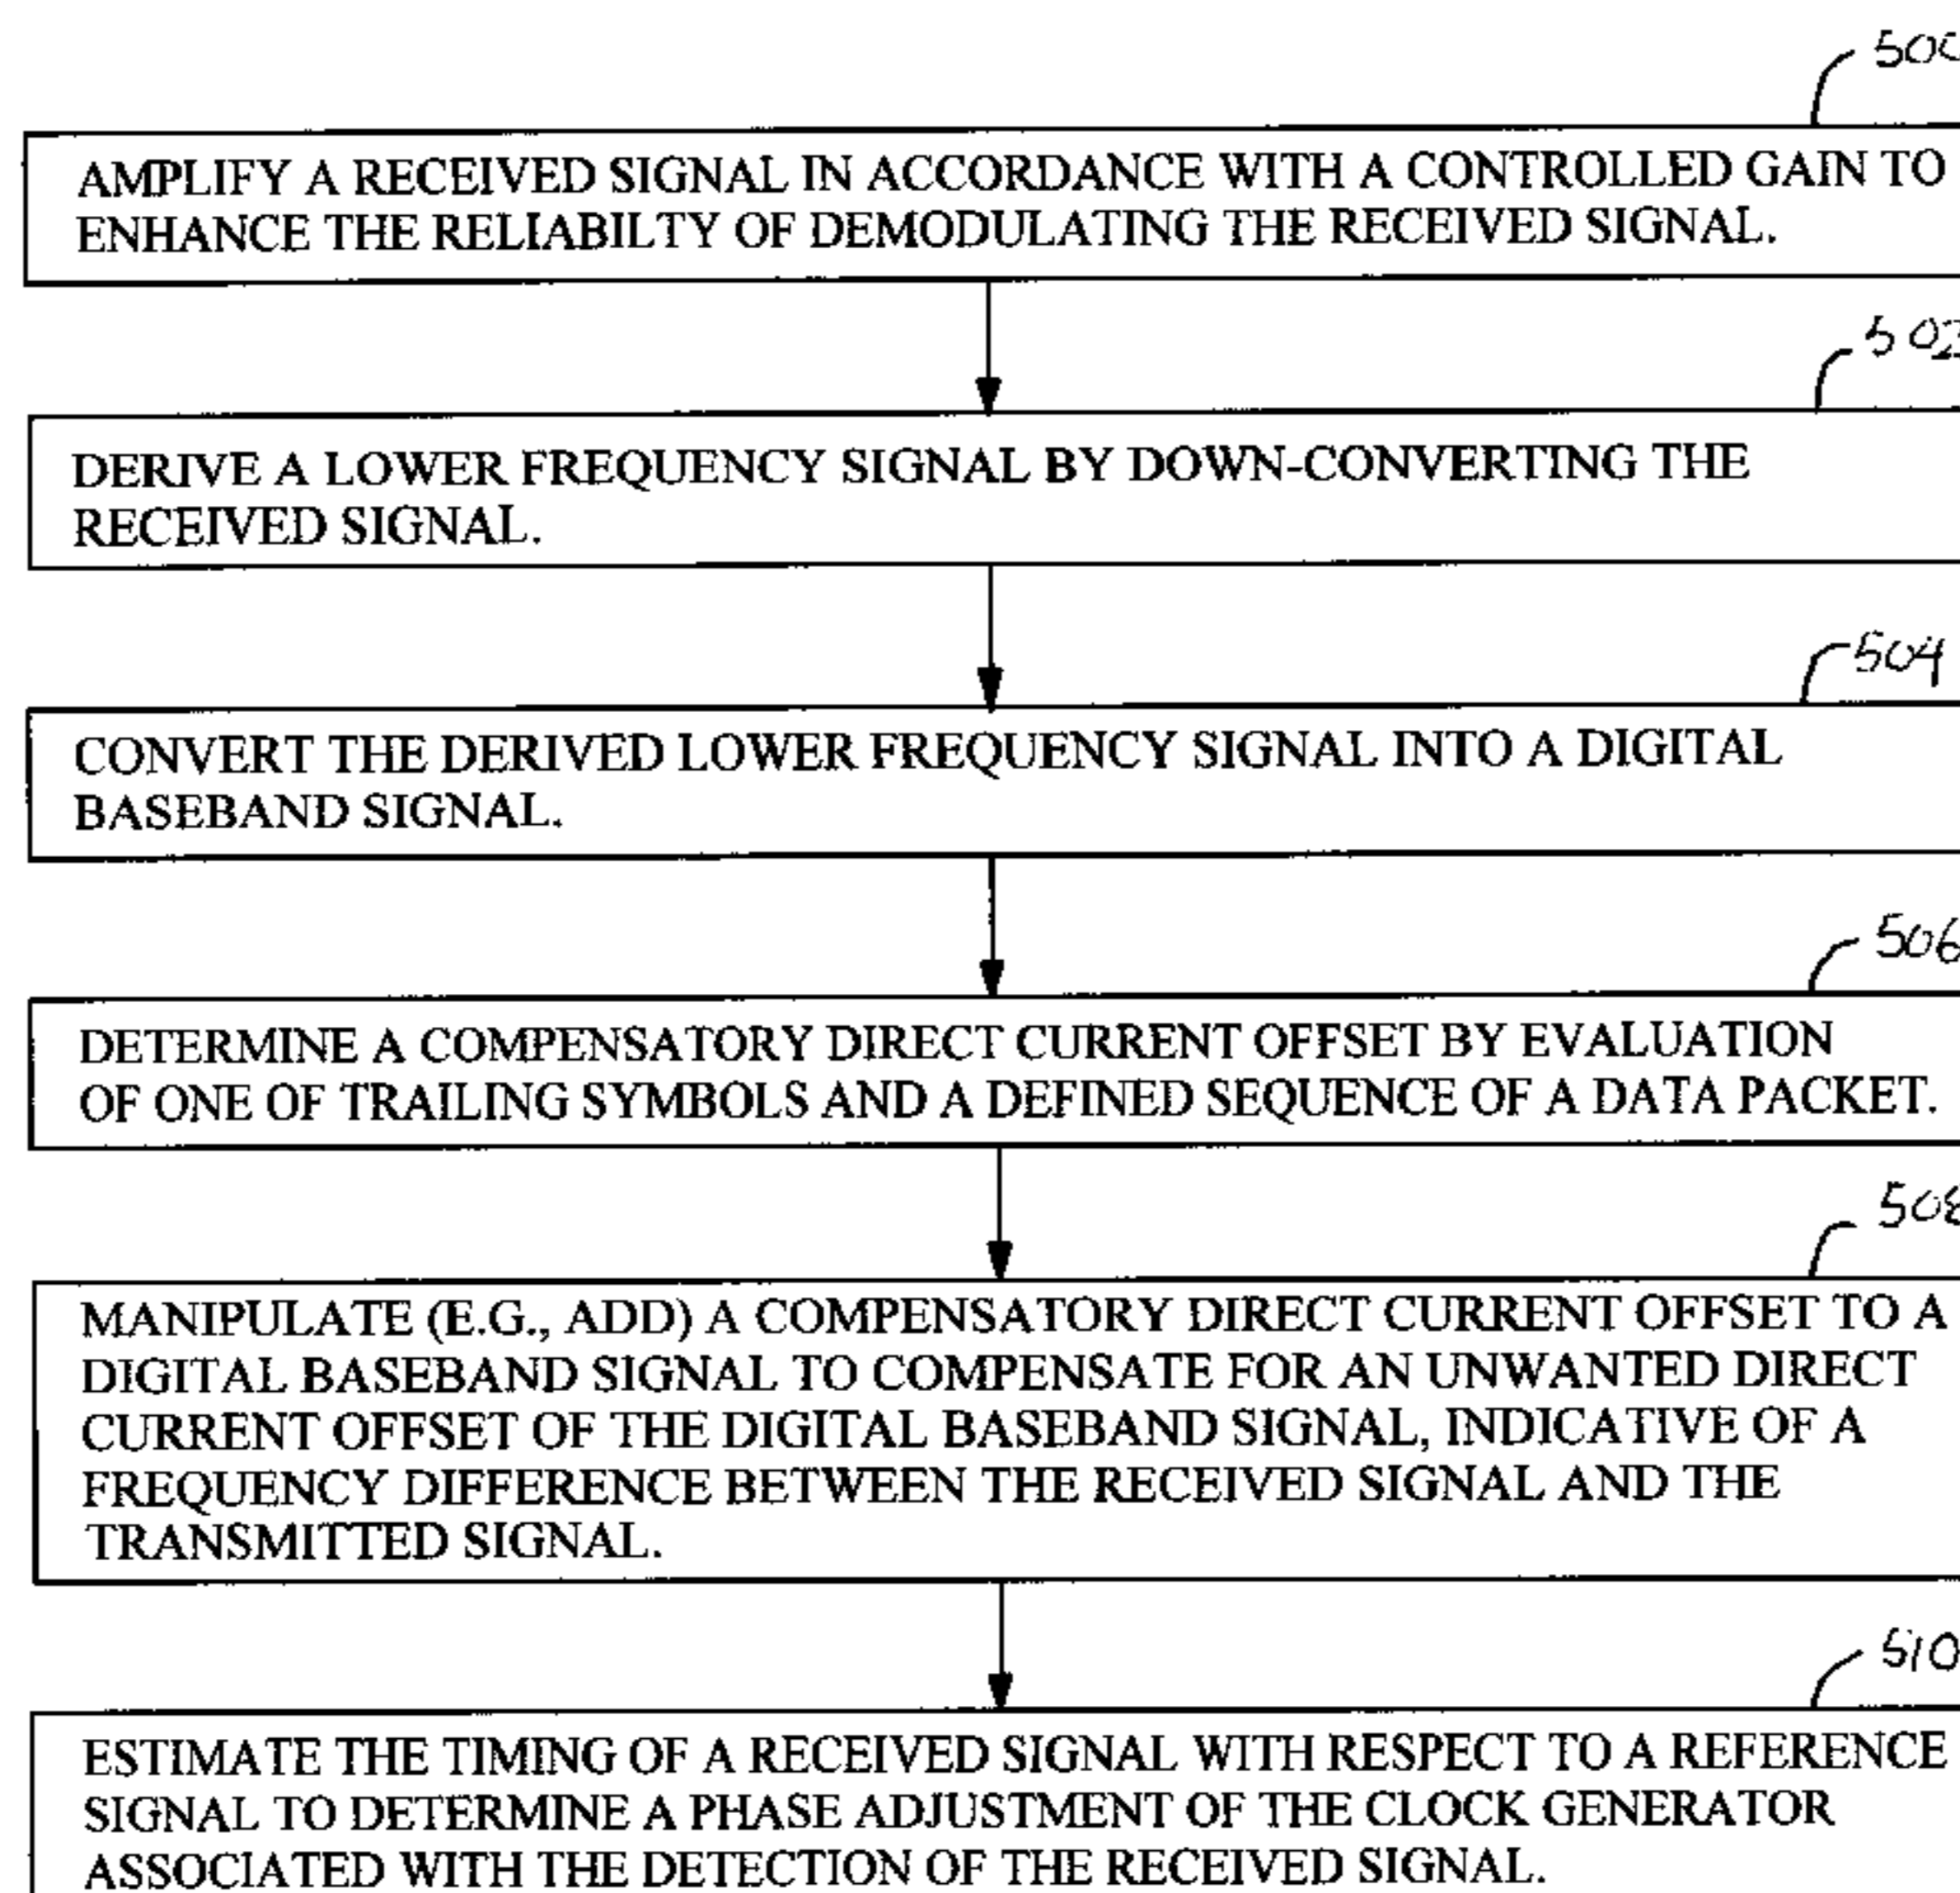 AMPLIFY A RECEIVED SIGNAL IN ACCORDANCE WITH A CONTROLLED GAIN TO
ENHANCE THE RELIABILTY OF DEMODULATING THE RECEIVED SIGNAL.
502
DERIVE A LOWER FREQUENCY SIGNAL BY DOWN-CONVERTING THE
RECEIVED SIGNAL.
504
CONVERT THE DERIVED LOWER FREQUENCY SIGNAL INTO A DIGITAL
BASEBAND SIGNAL.
506
DETERMINE A COMPENSATORY DIRECT CURRENT OFFSET BY EVALUATION
OF ONE OF TRAILING SYMBOLS AND A DEFINED SEQUENCE OF A DATA PACKET.
508
MANIPULATE (E.G., ADD) A COMPENSATORY DIRECT CURRENT OFFSET TO A
DIGITAL BASEBAND SIGNAL TO COMPENSATE FOR AN UNWANTED DIRECT
CURRENT OFFSET OF THE DIGITAL BASEBAND SIGNAL, INDICATIVE OF A
FREQUENCY DIFFERENCE BETWEEN THE RECEIVED SIGNAL AND THE
TRANSMITTED SIGNAL.
510
ESTIMATE THE TIMING OF A RECEIVED SIGNAL WITH RESPECT TO A REFERENCE
SIGNAL TO DETERMINE A PHASE ADJUSTMENT OF THE CLOCK GENERATOR
ASSOCIATED WITH THE DETECTION OF THE RECEIVED SIGNAL.